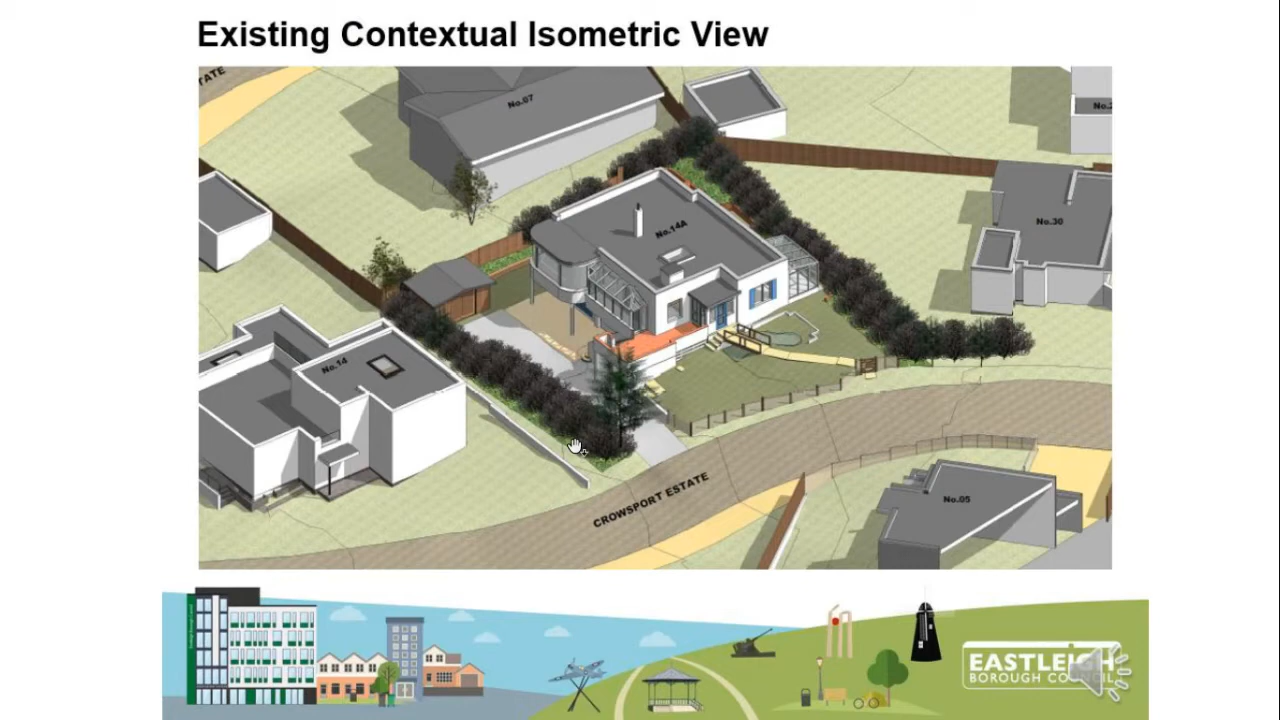 Existing Contextual Isometric View
TATE
No.07
No.14A
No.30
No.14
No.05
CROWSPORT ESTATE
EASTLEIGH
BOROUGH COUNCIL